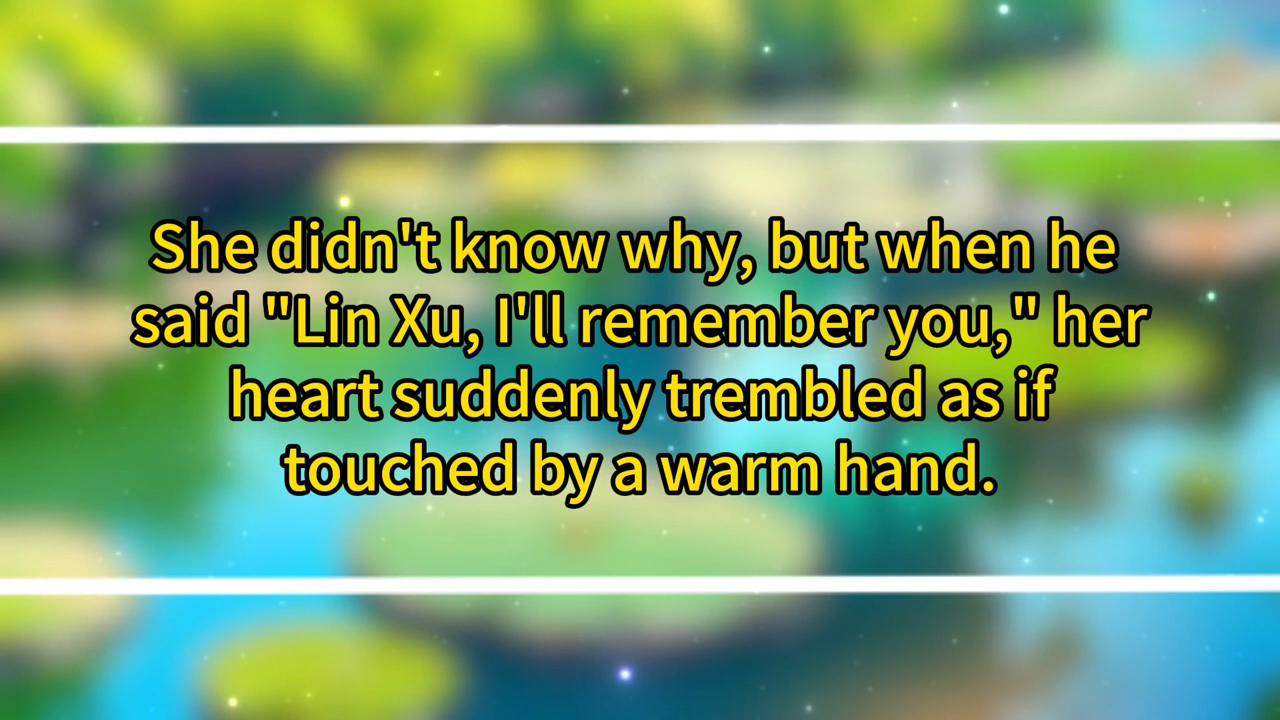 She didn't know why, but when he
said "Lin Xu, I'll remember you," her
heart suddenly trembled as if
touched by a warm hand.